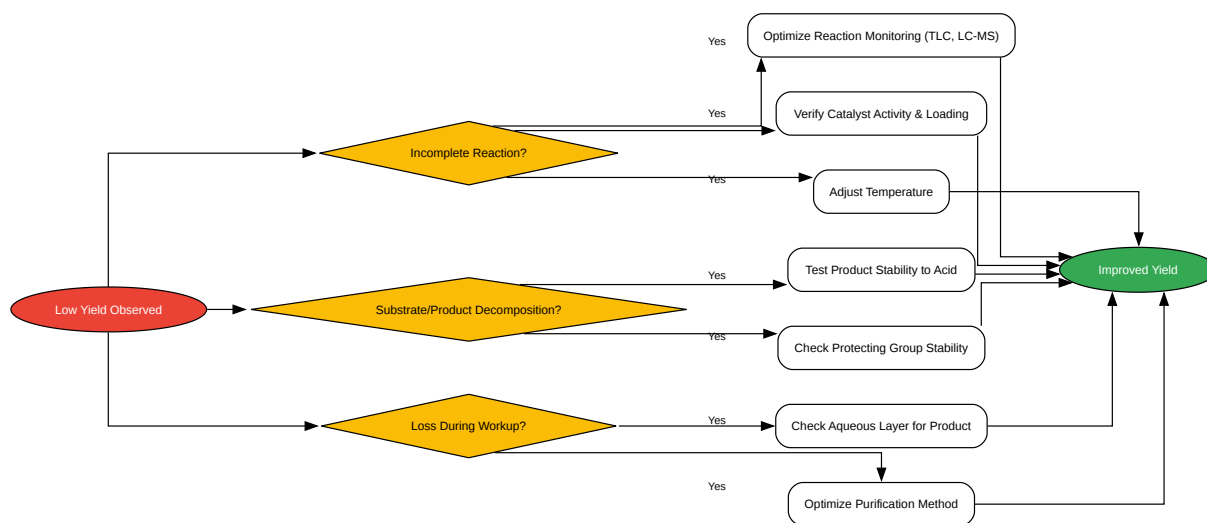 Yes
Optimize Reaction Monitoring (TLC, LC-MS)
Yes
Verify Catalyst Activity & Loading
Incomplete Reaction?
Yes
Adjust Temperature
Yes
Test Product Stability to Acid
Improved Yield
Low Yield Observed
Substrate/Product Decomposition?
Yes
Check Protecting Group Stability
Loss During Workup?
Yes
Check Aqueous Layer for Product
Yes
Optimize Purification Method